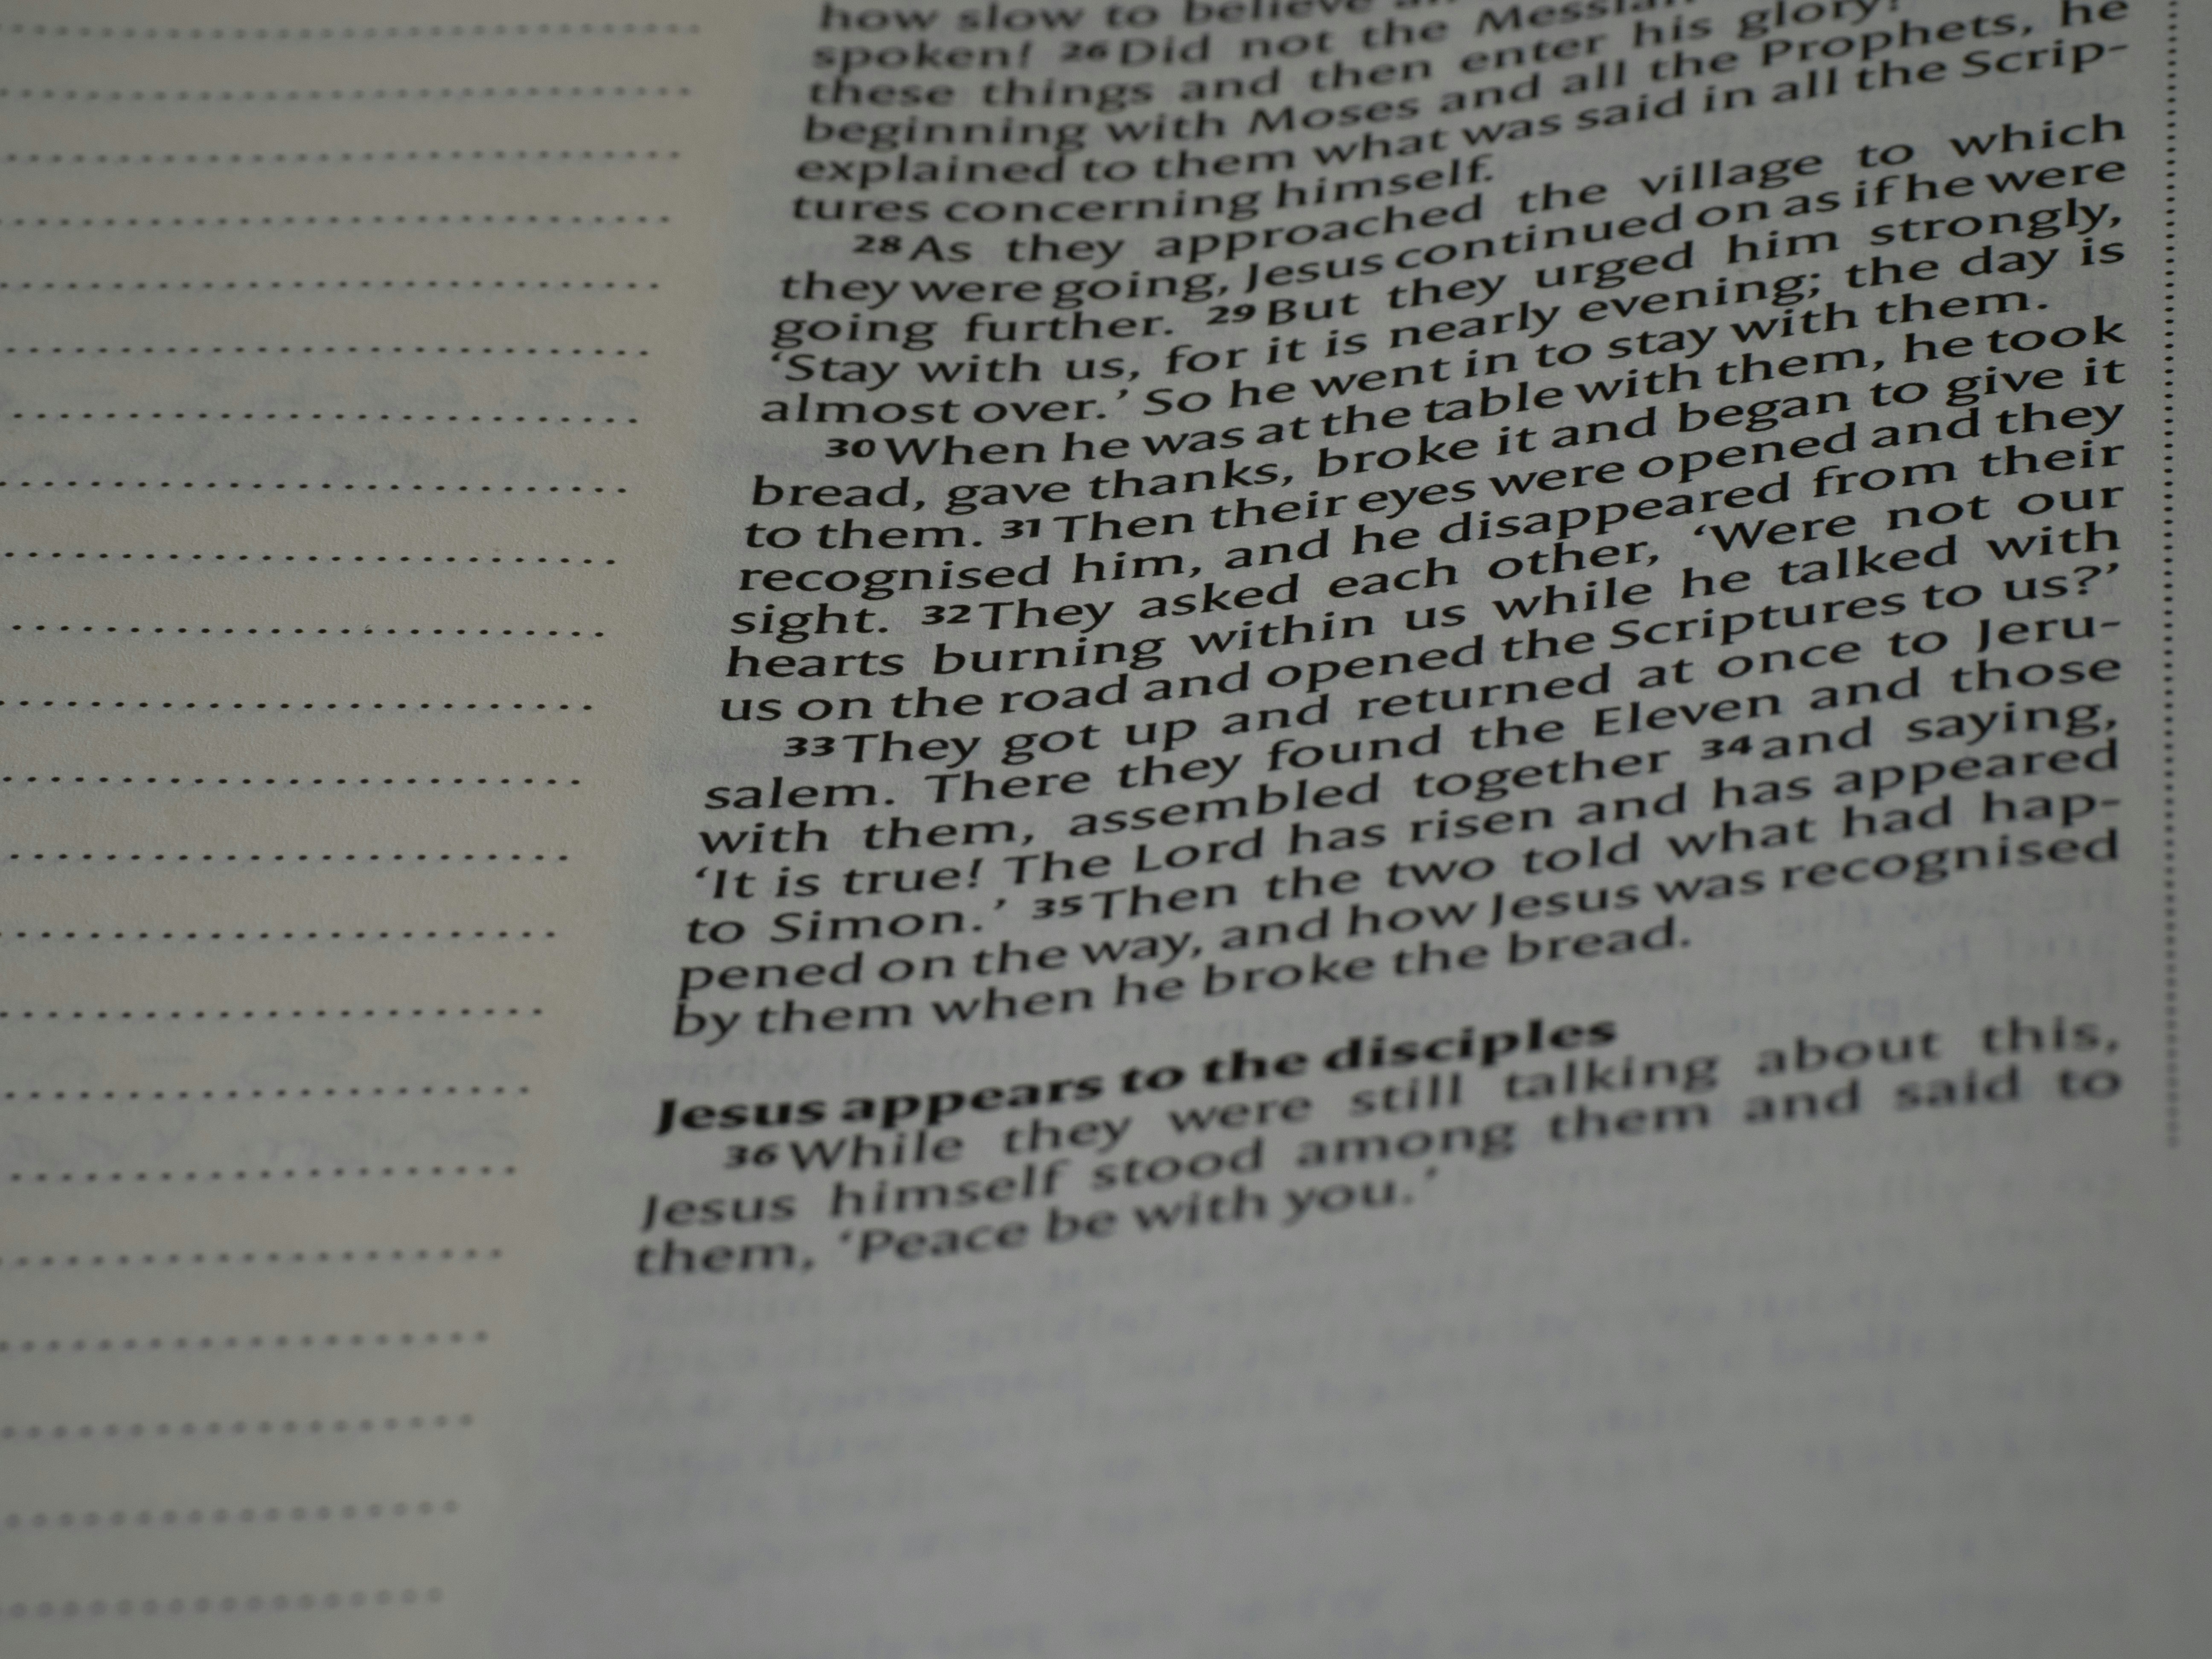 how slow to believe
spoken! 26 Did not the Messiah
these things and then enter his glory?
beginning with Moses and all the Prophets, he
explained to them what was said in all the Scrip-
tures concerning himself.
28 As they approached the village to which
they were going, Jesus continued on as if he were
going further. 29 But they urged him strongly,
‘Stay with us, for it is nearly evening; the day is
almost over.’ So he went in to stay with them.
30 When he was at the table with them, he took
bread, gave thanks, broke it and began to give it
to them. 31 Then their eyes were opened and they
recognised him, and he disappeared from their
sight. 32 They asked each other, ‘Were not our
hearts burning within us while he talked with
us on the road and opened the Scriptures to us?’
33 They got up and returned at once to Jeru-
salem. There they found the Eleven and those
with them, assembled together 34 and saying,
‘It is true! The Lord has risen and has appeared
to Simon.’ 35 Then the two told what had hap-
pened on the way, and how Jesus was recognised
by them when he broke the bread.
Jesus appears to the disciples
36 While they were still talking about this,
Jesus himself stood among them and said to
them, ‘Peace be with you.’